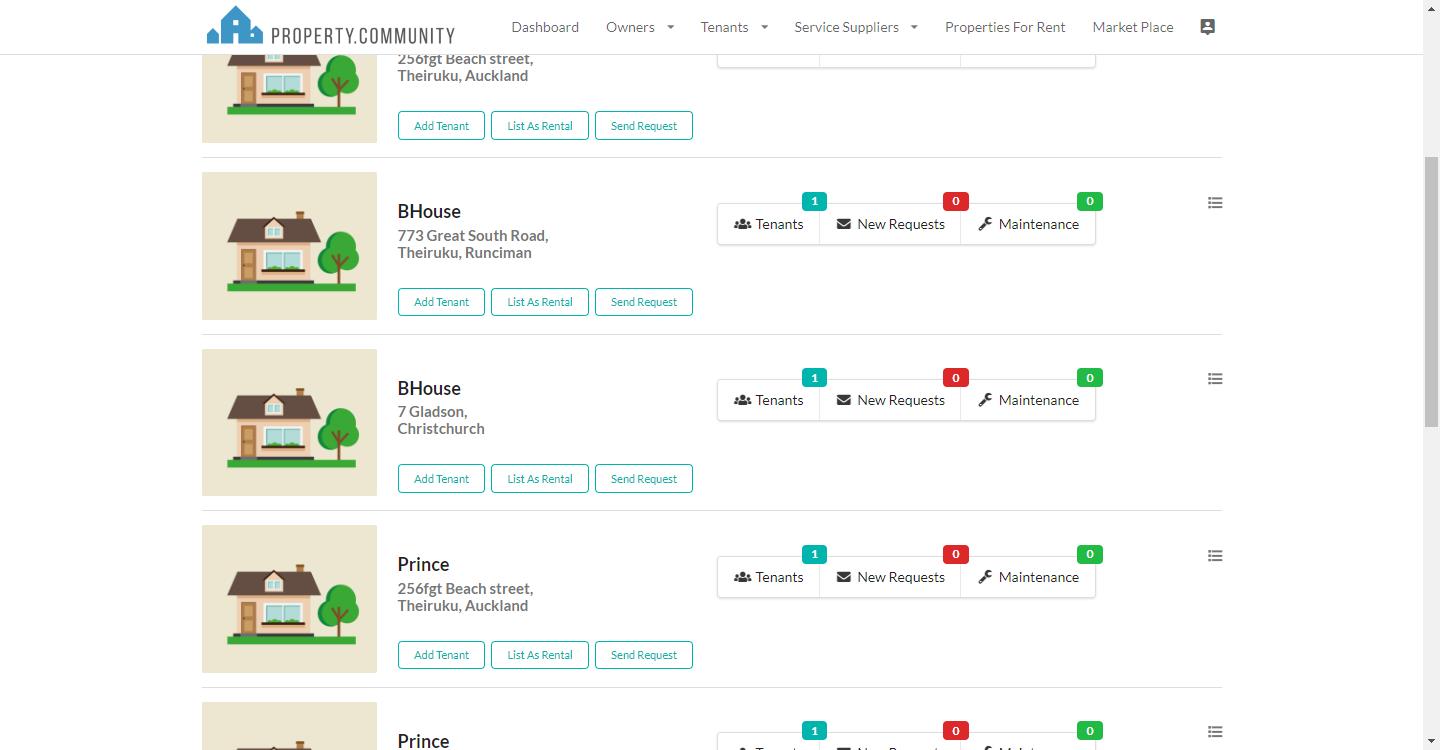 PROPERTY.COMMUNITY
Dashboard
Owners
Tenants
Service Suppliers
Properties For Rent
Market Place
256fgt Beach street,
Theiruku, Auckland
Add Tenant
List As Rental
Send Request
BHouse
773 Great South Road,
Theiruku, Runciman
Add Tenant
List As Rental
Send Request
1
Tenants
0
New Requests
0
Maintenance
BHouse
7 Gladson,
Christchurch
Add Tenant
List As Rental
Send Request
1
Tenants
0
New Requests
0
Maintenance
Prince
256fgt Beach street,
Theiruku, Auckland
Add Tenant
List As Rental
Send Request
1
Tenants
0
New Requests
0
Maintenance
Prince
1
0
0